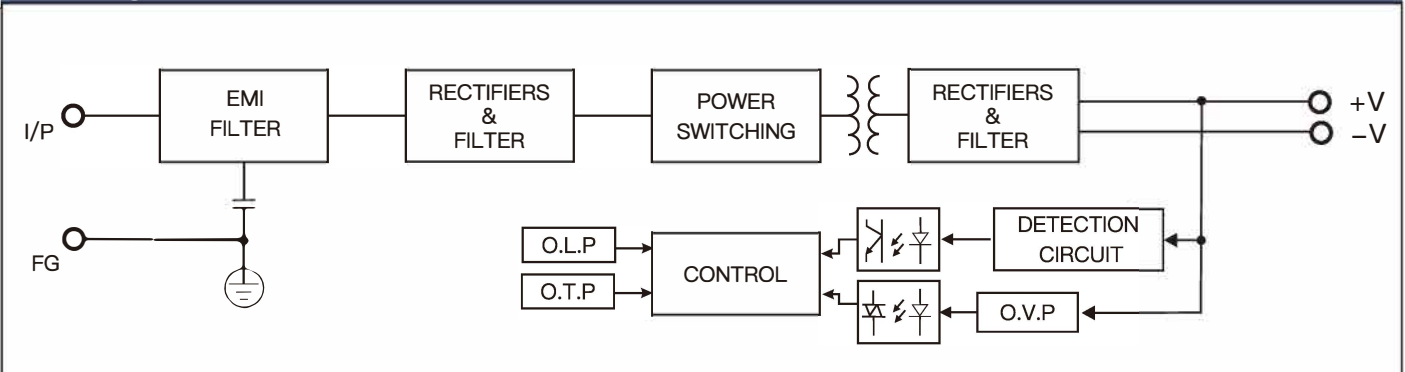 I/P
EMI
FILTER
RECTIFIERS
&
FILTER
POWER
SWITCHING
RECTIFIERS
&
FILTER
+V
−V
FG
O.L.P
O.T.P
CONTROL
DETECTION
CIRCUIT
O.V.P